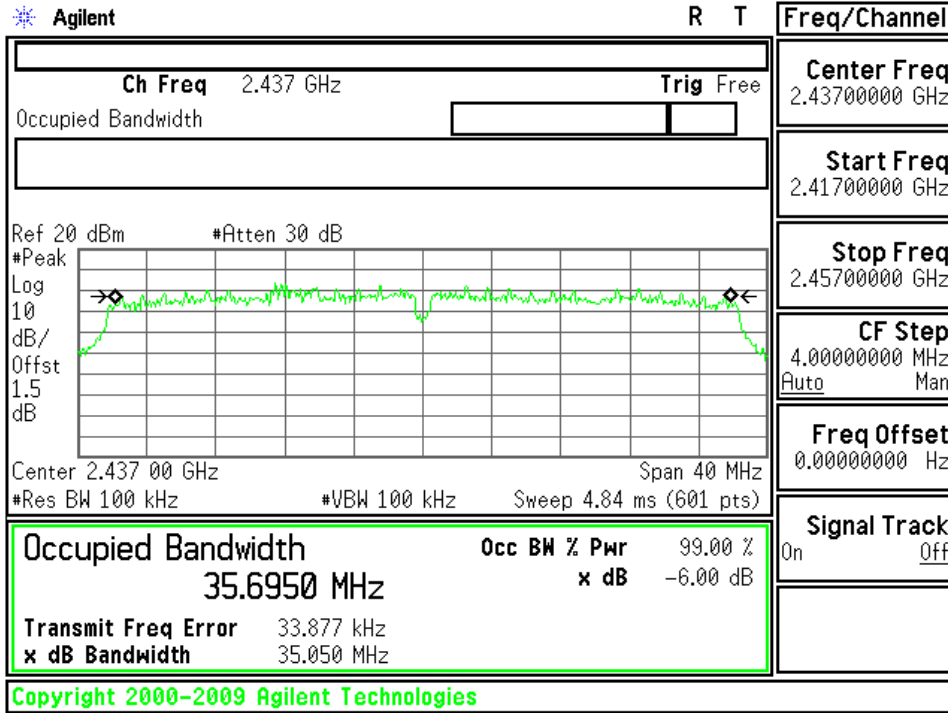 Agilent R T
Ch Freq 2.437 GHz Trig Free
Occupied Bandwidth
Ref 20 dBm #Atten 30 dB
#Peak
Log
10
dB/
Offst
1.5
dB
Center 2.437 00 GHz Span 40 MHz
#Res BW 100 kHz #VBW 100 kHz Sweep 4.84 ms (601 pts)
Occupied Bandwidth Occ BW % Pwr 99.00 %
35.6950 MHz x dB -6.00 dB
Transmit Freq Error 33.877 kHz
x dB Bandwidth 35.050 MHz
Copyright 2000-2009 Agilent Technologies
Freq/Channel
Center Freq
2.43700000 GHz
Start Freq
2.41700000 GHz
Stop Freq
2.45700000 GHz
CF Step
4.00000000 MHz
Auto Man
Freq Offset
0.00000000 Hz
Signal Track
On Off